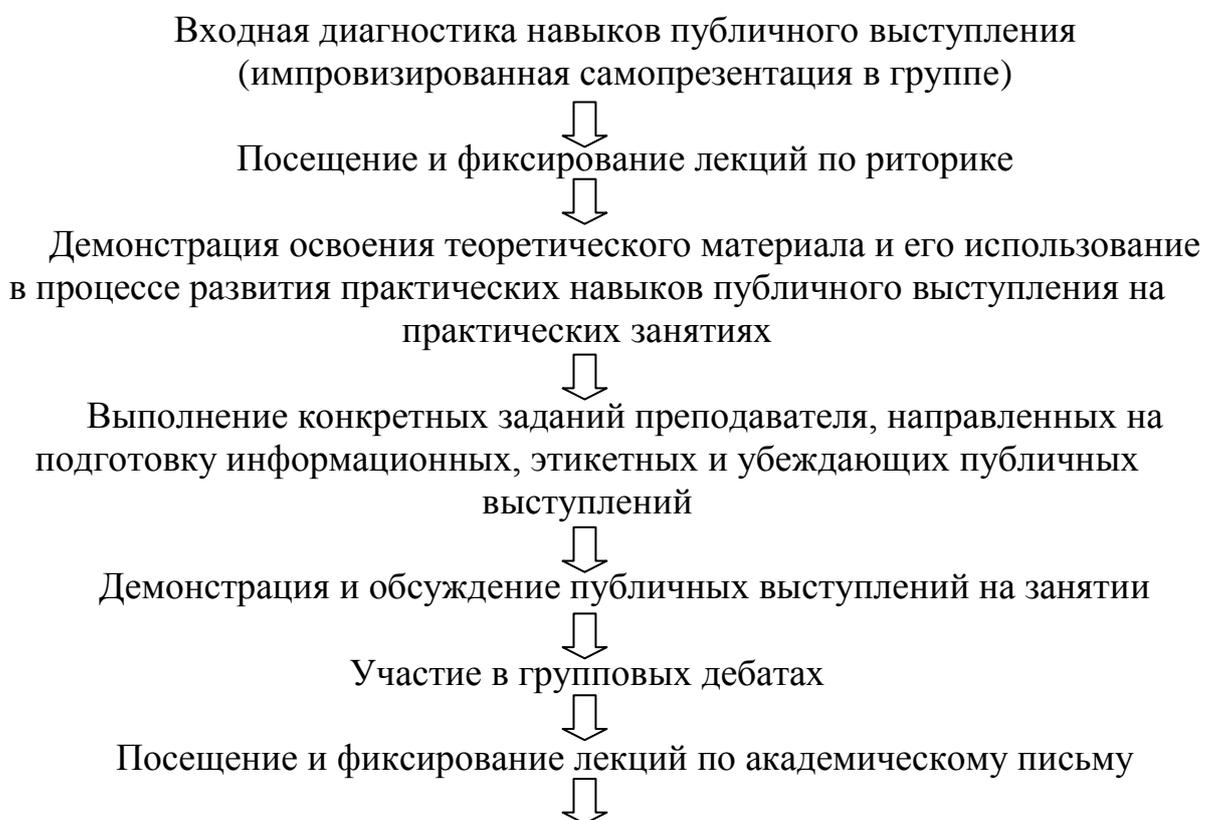 Входная диагностика навыков публичного выступления
(импровизированная самопрезентация в группе)
Посещение и фиксирование лекций по риторике
Демонстрация освоения теоретического материала и его использование
в процессе развития практических навыков публичного выступления на
практических занятиях
Выполнение конкретных заданий преподавателя, направленных на
подготовку информационных, этикетных и убеждающих публичных
выступлений
Демонстрация и обсуждение публичных выступлений на занятии
Участие в групповых дебатах
Посещение и фиксирование лекций по академическому письму